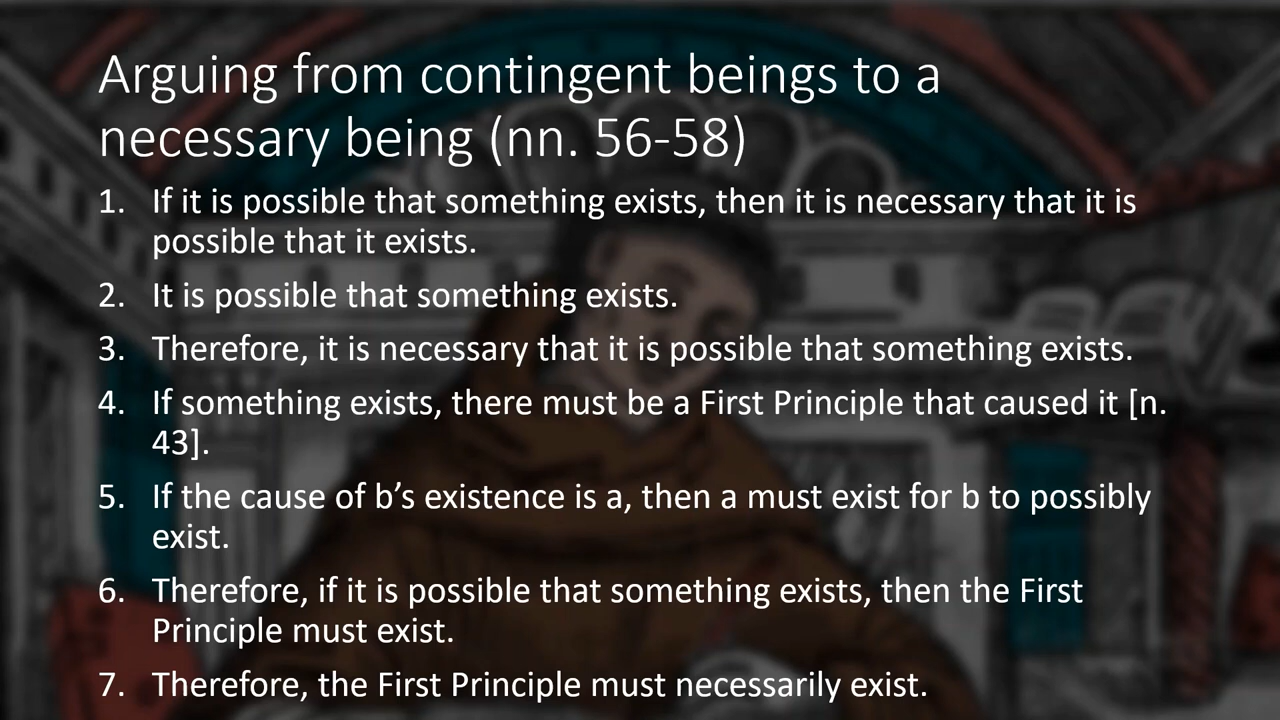 Arguing from contingent beings to a
necessary being (nn. 56-58)
1. If it is possible that something exists, then it is necessary that it is
possible that it exists.
2. It is possible that something exists.
3. Therefore, it is necessary that it is possible that something exists.
4. If something exists, there must be a First Principle that caused it [n.
43].
5. If the cause of b’s existence is a, then a must exist for b to possibly
exist.
6. Therefore, if it is possible that something exists, then the First
Principle must exist.
7. Therefore, the First Principle must necessarily exist.